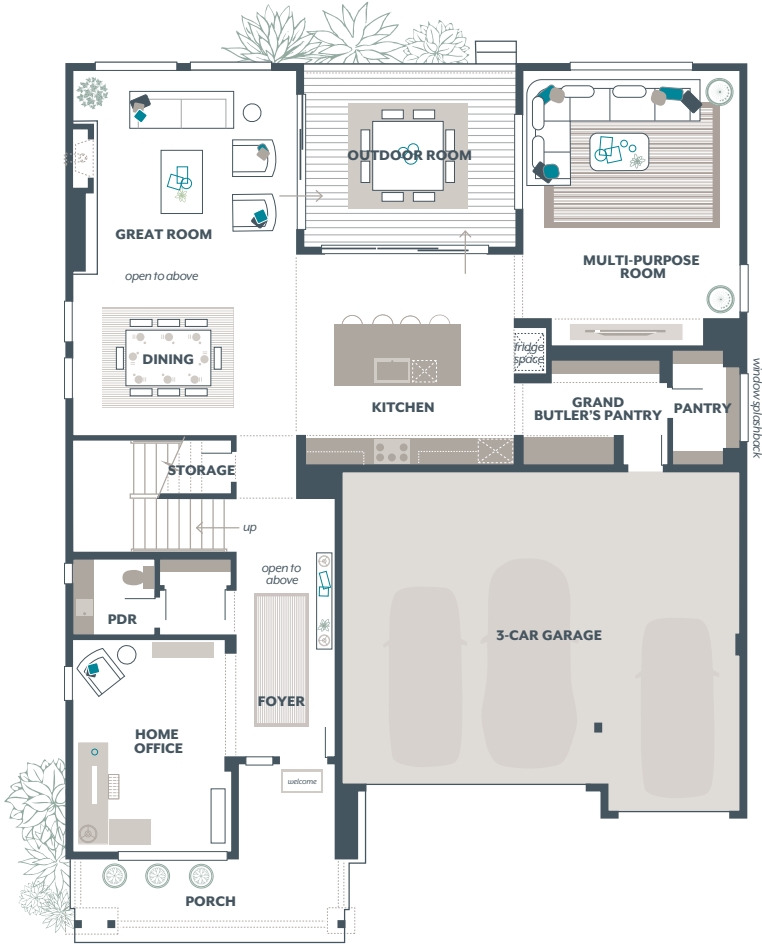 OUTDOOR ROOM
GREAT ROOM
open to above
MULTI-PURPOSE
ROOM
DINING
fridge
space
KITCHEN
GRAND
BUTLER'S PANTRY
PANTRY
window splashback
STORAGE
up
open to
above
PDR
3-CAR GARAGE
FOYER
HOME
OFFICE
welcome
PORCH